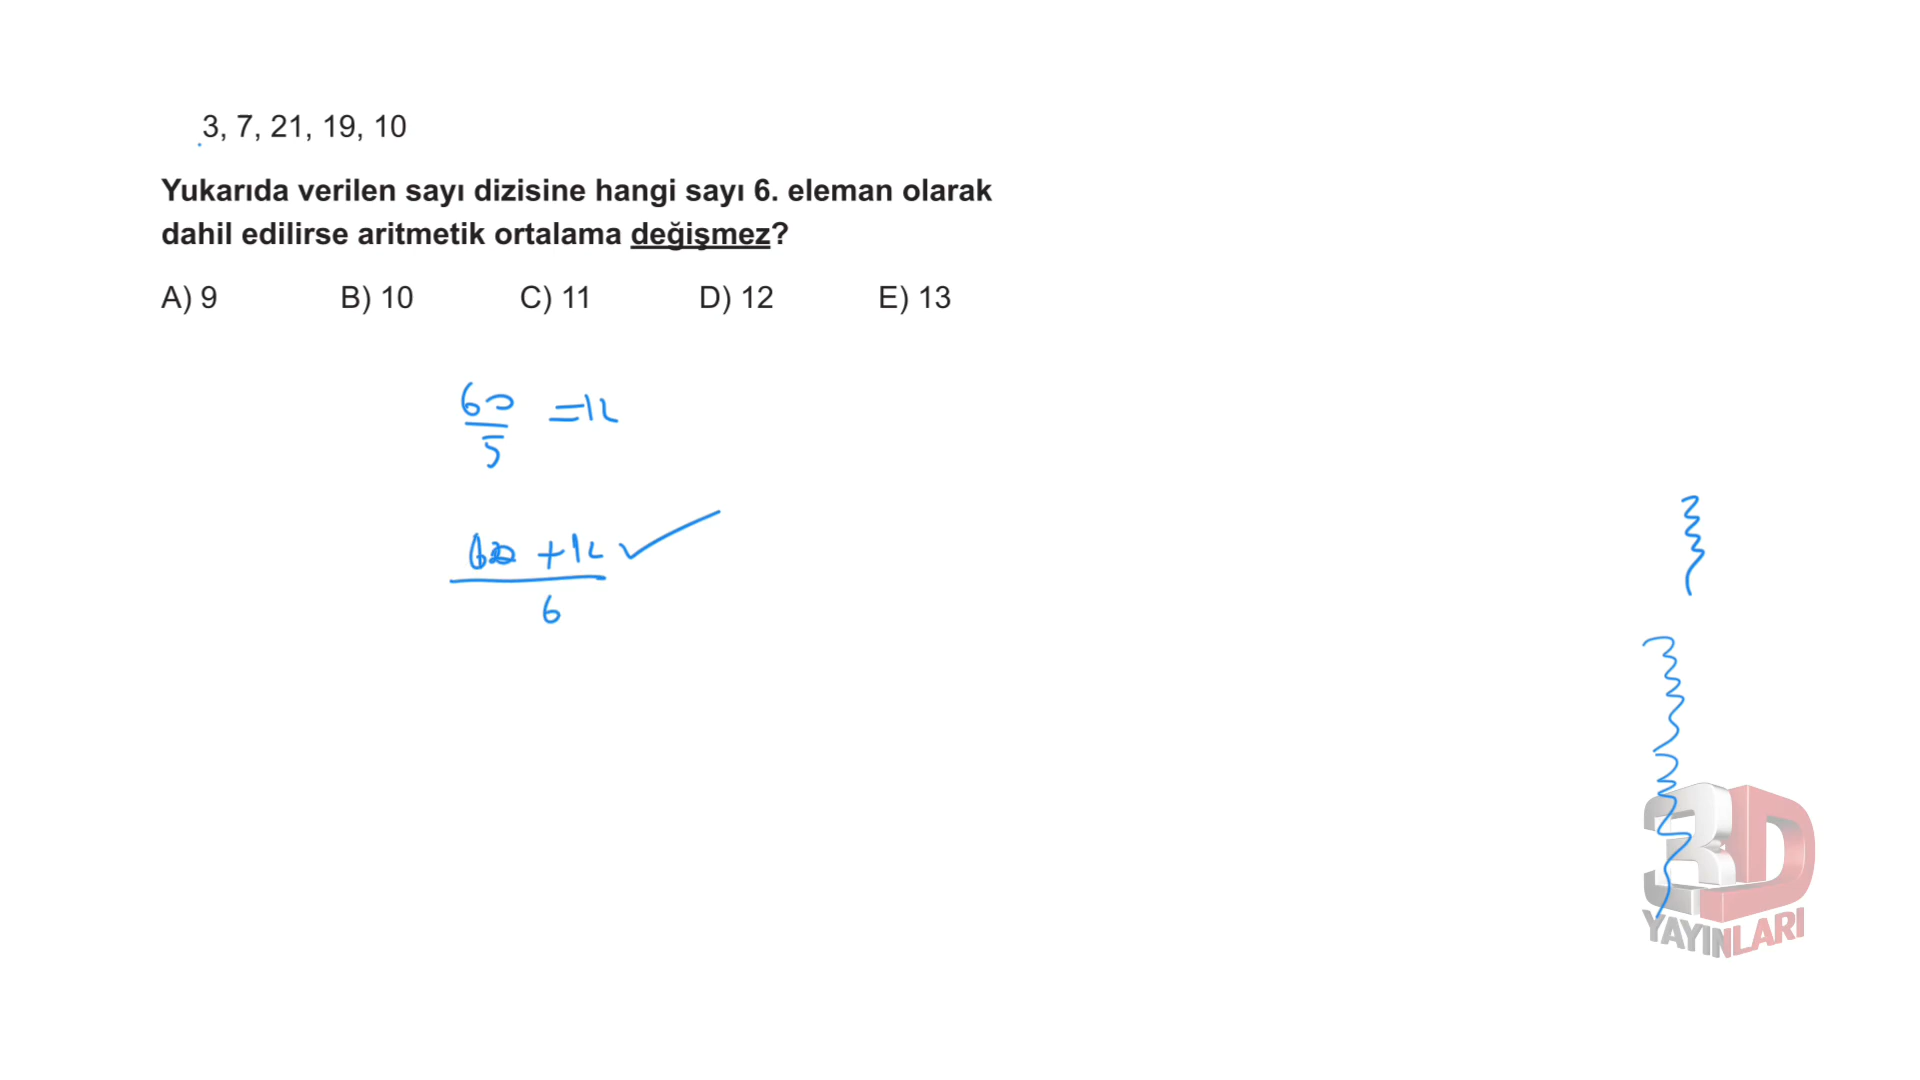 3, 7, 21, 19, 10
Yukarıda verilen sayı dizisine hangi sayı 6. eleman olarak
dahil edilirse aritmetik ortalama değişmez?
A) 9 B) 10 C) 11 D) 12 E) 13
60
5
=12
60 +12
6
3D
YAYINLARI